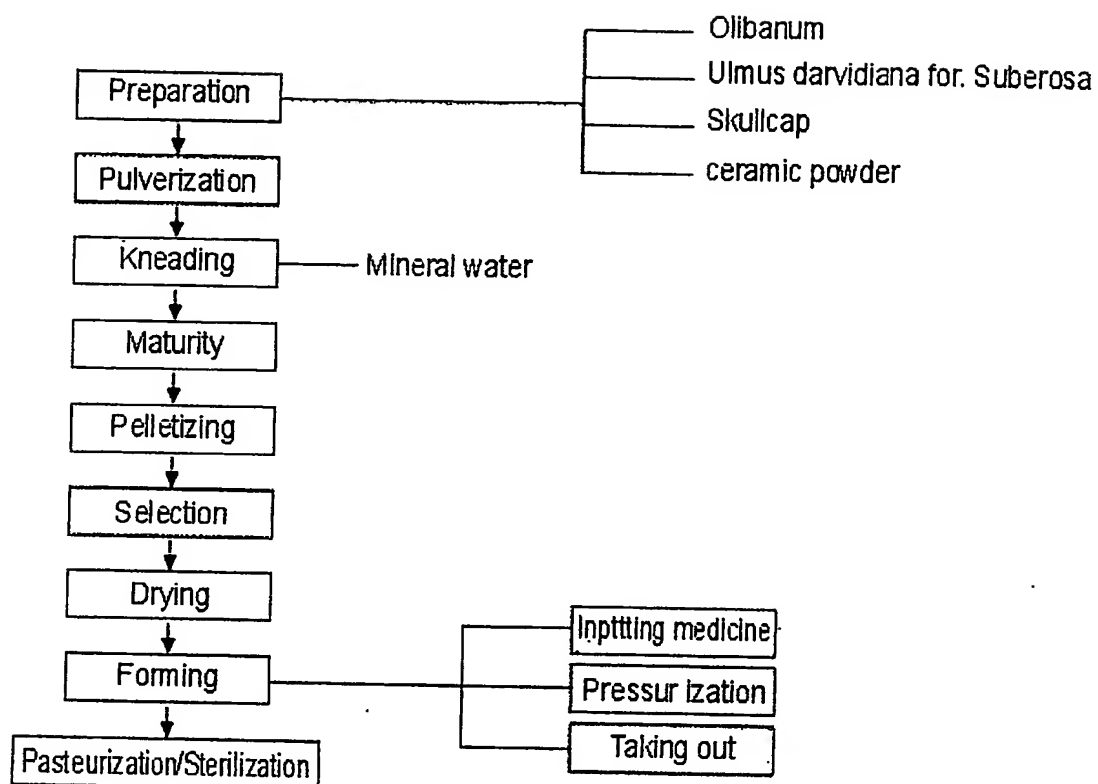 Olibanum
Ulmus darvidiana for. Suberosa
Preparation
Skullcap
ceramic powder
Pulverization
Kneading
Mineral water
Maturity
Pelletizing
Selection
Drying
Inpttting medicine
Forming
Pressur ization
Taking out
Pasteurization/Sterilization